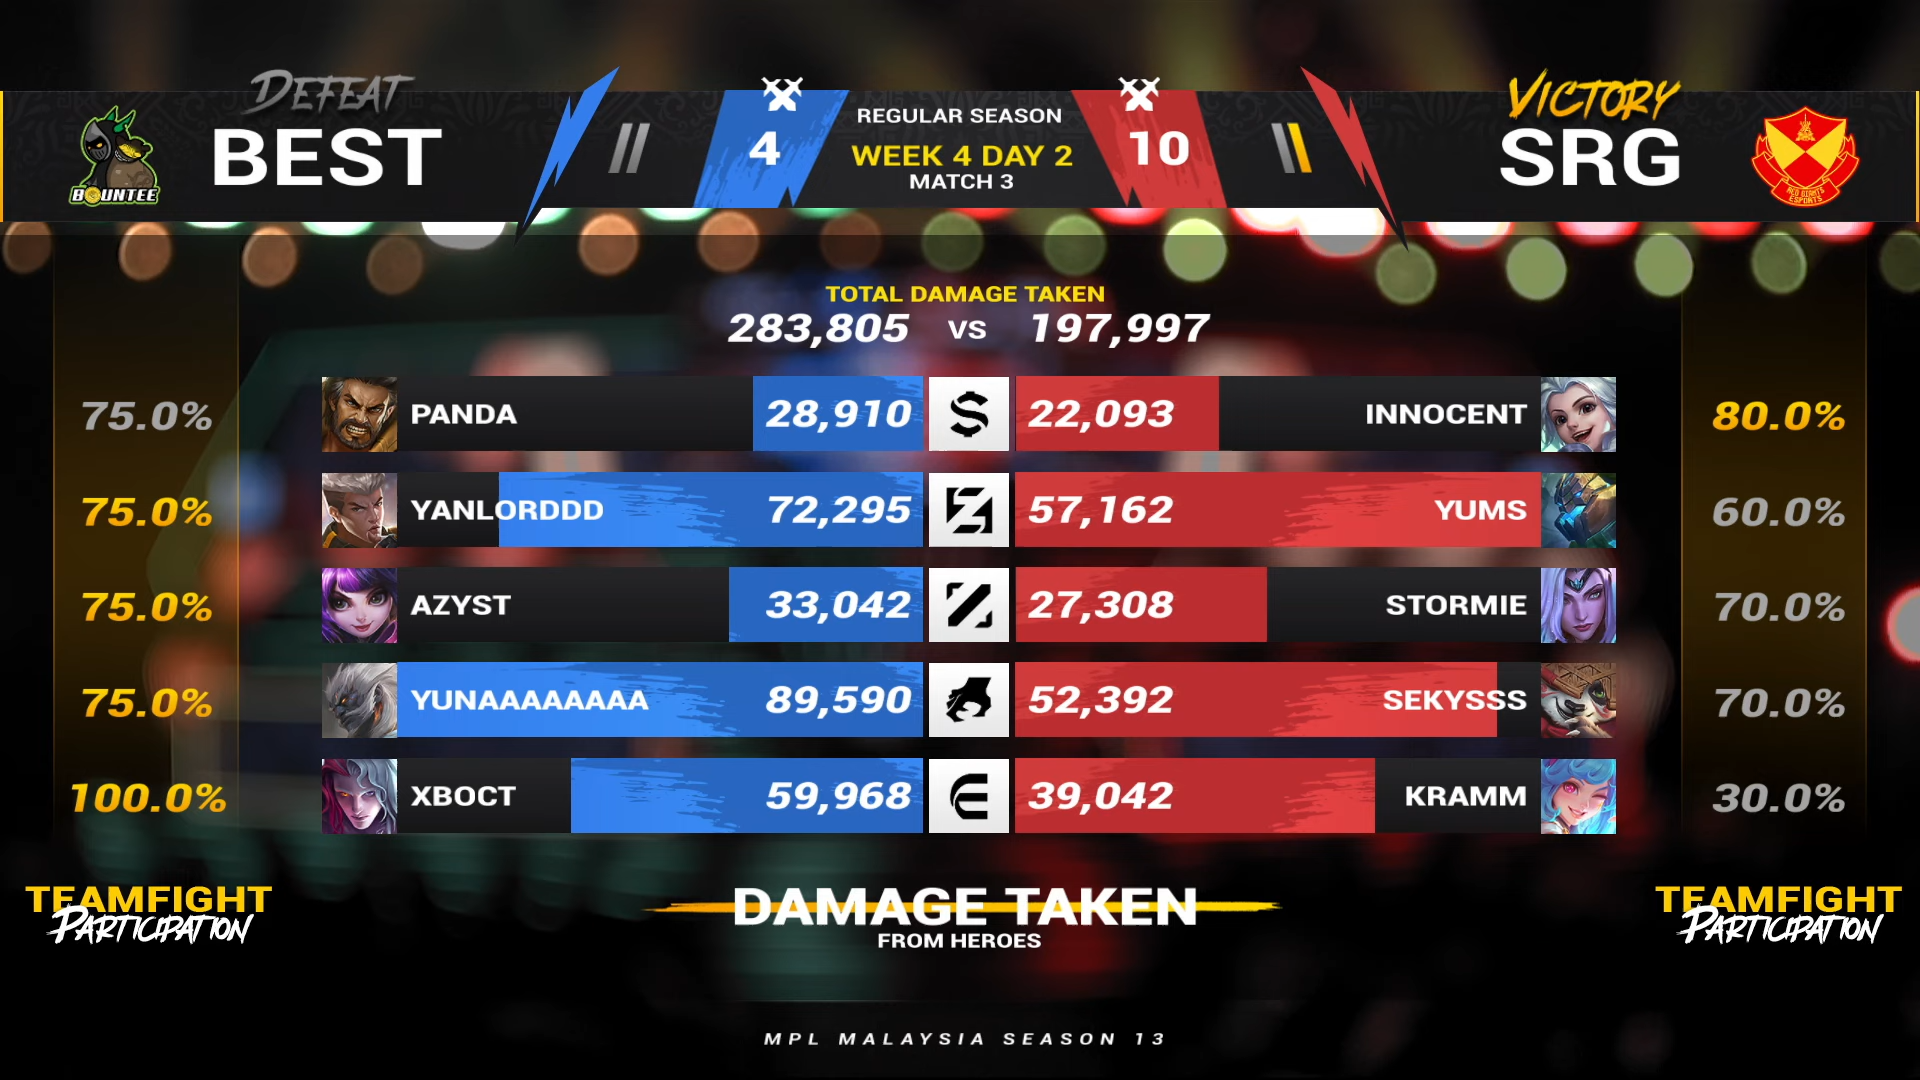 DEFEAT
BEST
BOUNTEE
4
REGULAR SEASON
WEEK 4 DAY 2
MATCH 3
10
VICTORY
SRG
RED GIANTS
ESPORTS
TOTAL DAMAGE TAKEN
283,805 VS 197,997
75.0% PANDA 28,910 22,093 INNOCENT 80.0%
75.0% YANLORDDD 72,295 57,162 YUMS 60.0%
75.0% AZYST 33,042 27,308 STORMIE 70.0%
75.0% YUNAAAAAAAA 89,590 52,392 SEKYSSS 70.0%
100.0% XBOCT 59,968 39,042 KRAMM 30.0%
TEAMFIGHT
PARTICIPATION
DAMAGE TAKEN
FROM HEROES
TEAMFIGHT
PARTICIPATION
MPL MALAYSIA SEASON 13